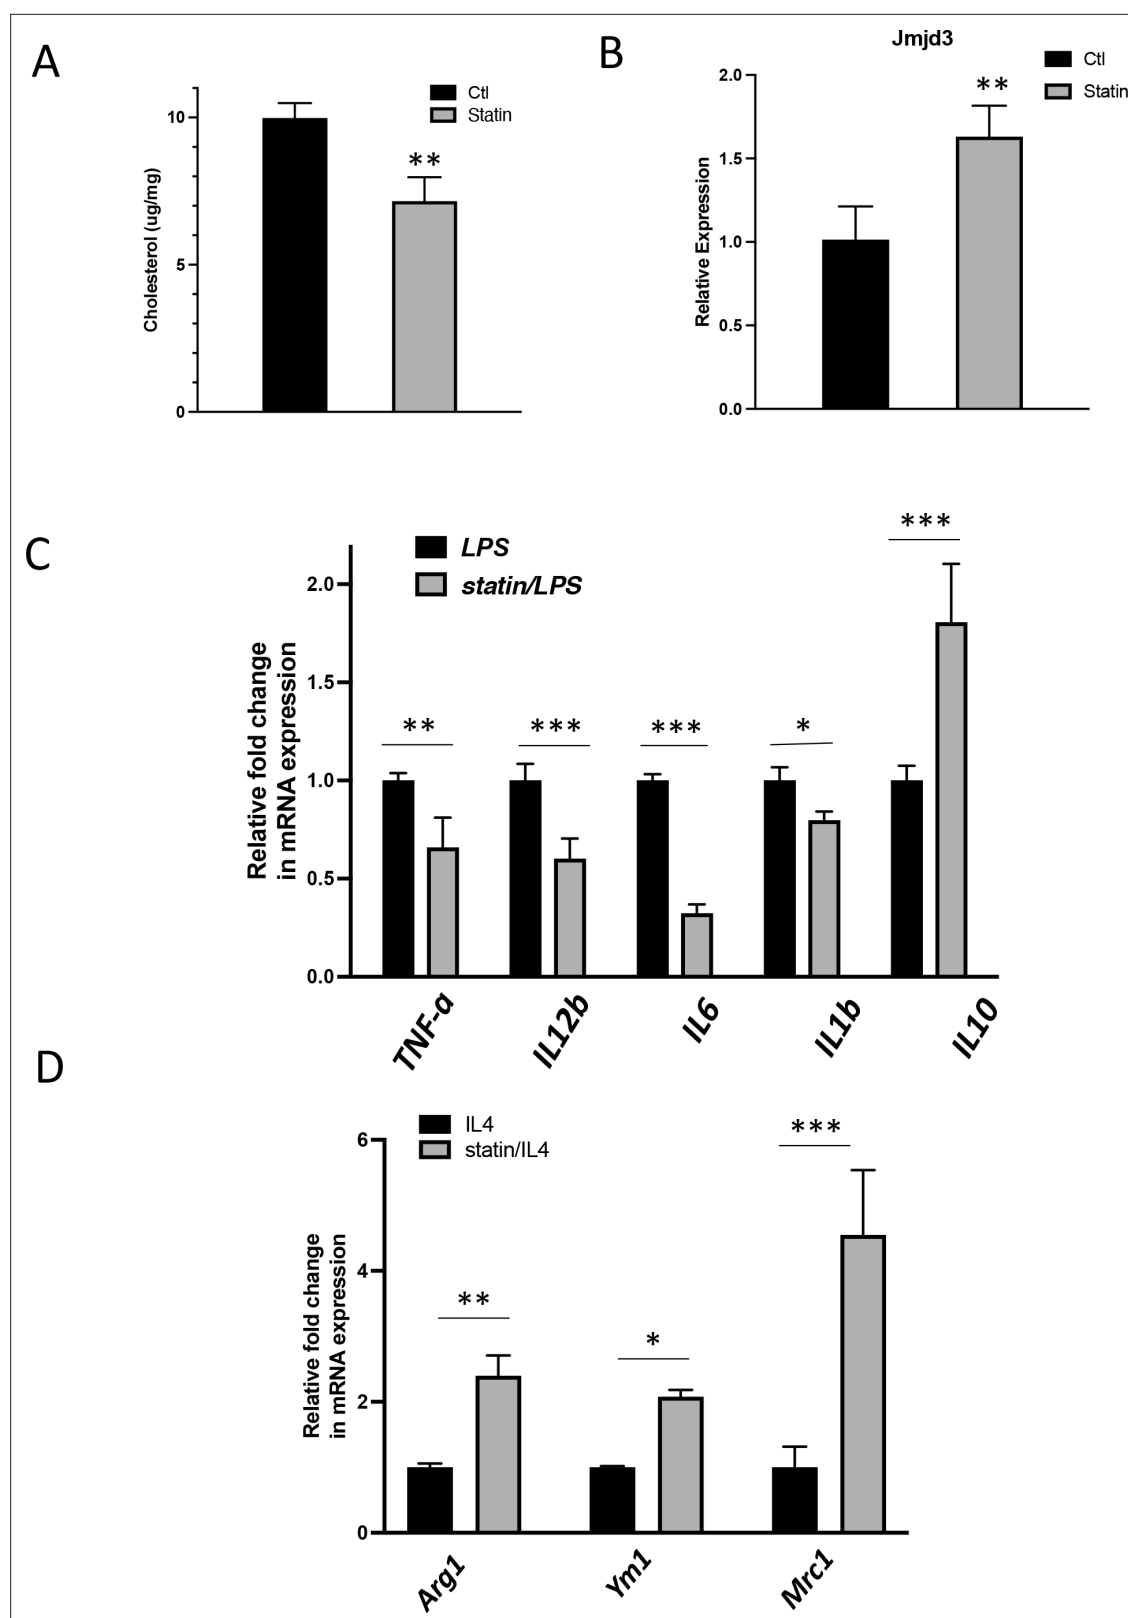 A
Ctl
Statin
**
10
5
0
Cholesterol (ug/mg)
B
Jmjd3
Ctl
Statin
**
2.0
1.5
1.0
0.5
0.0
Relative Expression
C
LPS
statin/LPS
***
**
***
***
*
2.0
1.5
1.0
0.5
0.0
Relative fold change
in mRNA expression
TNF-α
IL12b
IL6
IL1b
IL10
D
IL4
statin/IL4
***
**
*
6
4
2
0
Relative fold change
in mRNA expression
Arg1
Ym1
Mrc1